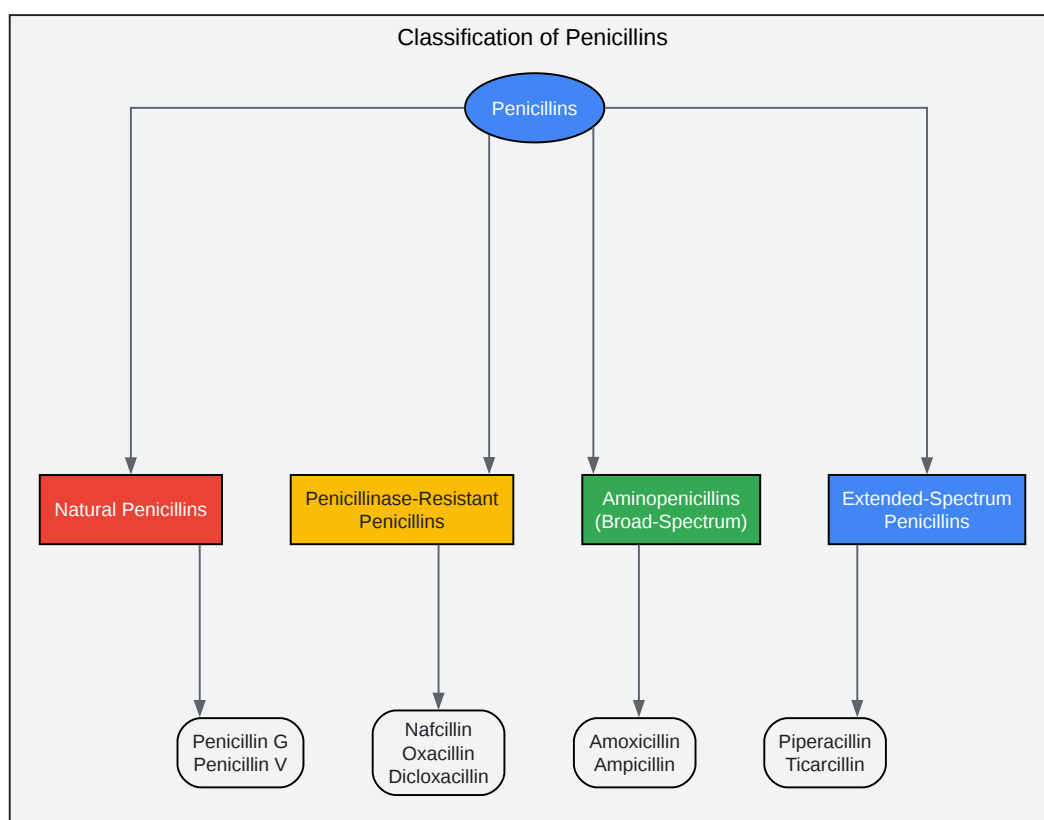 Classification of Penicillins
Penicillins
Natural Penicillins
Penicillinase-Resistant
Penicillins
Aminopenicillins
(Broad-Spectrum)
Extended-Spectrum
Penicillins
Penicillin G
Penicillin V
Nafcillin
Oxacillin
Dicloxacillin
Amoxicillin
Ampicillin
Piperacillin
Ticarcillin